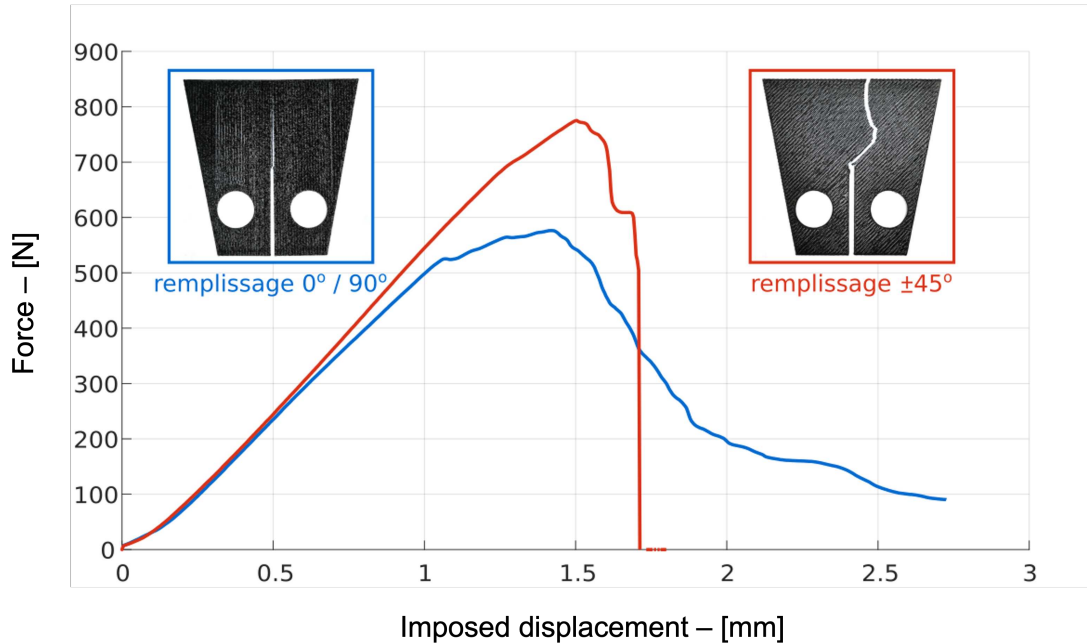 900
800
700
600
500
400
300
200
100
0
Force – [N]
remplissage 0º / 90º
remplissage ±45º
0 0.5 1 1.5 2 2.5 3
Imposed displacement – [mm]